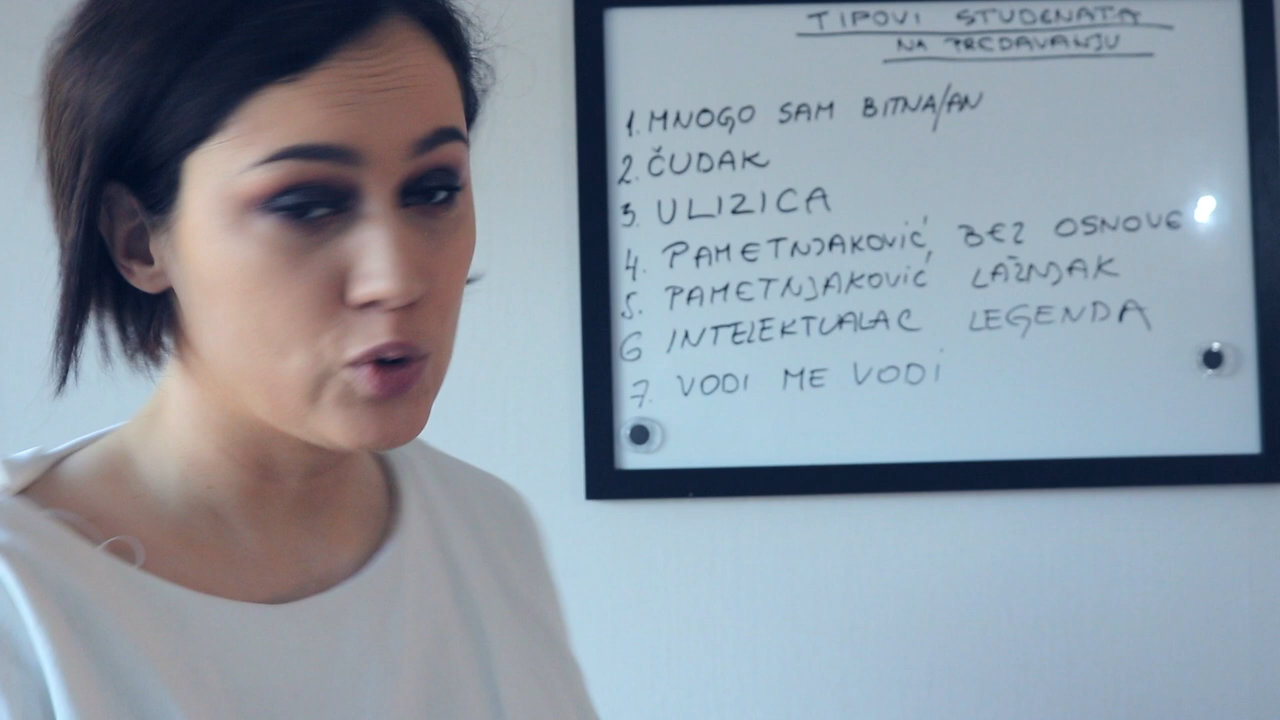 TIPOVI STUDENATA
NA PREDAVANJU
1. MNOGO SAM BITNA/AN
2. ČUDAK
3. ULIZICA
4. PAMETNJAKOVIĆ, BEZ OSNOVE
5. PAMETNJAKOVIĆ LAŽNJAK
6 INTELEKTUALAC LEGENDA
7. VODI ME VODI